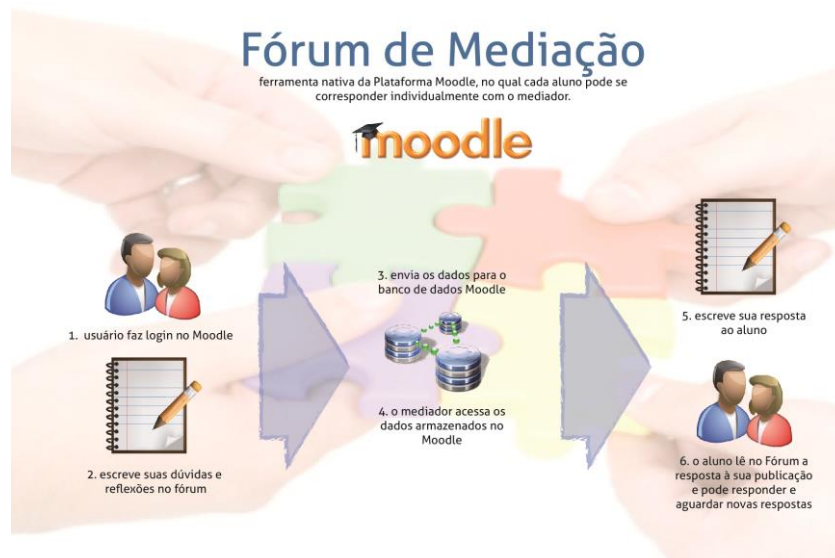 Fórum de Mediação
ferramenta nativa da Plataforma Moodle, no qual cada aluno pode se
corresponder individualmente com o mediador.
moodle
1. usuário faz login no Moodle
2. escreve suas dúvidas e
reflexões no fórum
3. envia os dados para o
banco de dados Moodle
4. o mediador acessa os
dados armazenados no
Moodle
5. escreve sua resposta
ao aluno
6. o aluno lê no Fórum a
resposta à sua publicação
e pode responder e
aguardar novas respostas